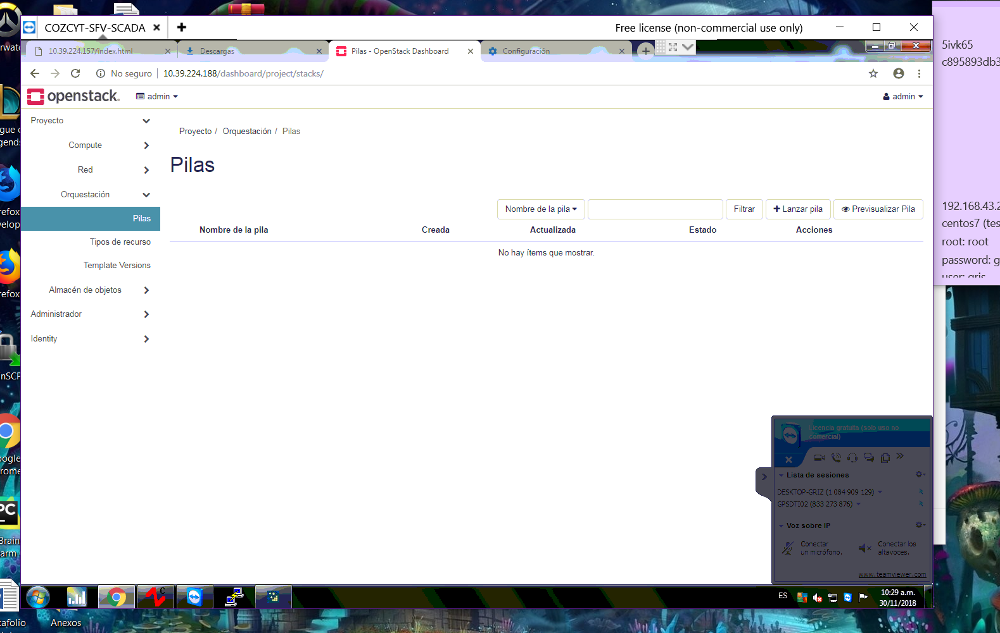 COZCYT-SFV-SCADA
Free license (non-commercial use only)
10.39.224.157/index.html
Descargas
Pilas - OpenStack Dashboard
Configuración
No seguro
10.39.224.188/dashboard/project/stacks/
openstack.
admin
admin
Proyecto
Compute
Red
Orquestación
Pilas
Tipos de recurso
Template Versions
Almacén de objetos
Administrador
Identity
Proyecto / Orquestación / Pilas
Pilas
Nombre de la pila
Filtrar
Lanzar pila
Previsualizar Pila
Nombre de la pila Creada Actualizada Estado Acciones
No hay ítems que mostrar.
Licencia gratuita (solo uso no
comercial)
Lista de sesiones
DESKTOP-GRIZ (1 084 909 129)
GPSDTI02 (833 273 876)
Voz sobre IP
Conectar
un micrófono.
Conectar los
altavoces.
www.teamviewer.com
ES
10:29 a.m.
30/11/2018
5ivk65
c895893db3
192.168.43.2
centos7 (tes
root: root
password: g
user: gris
rwatc
gue o
gends
refox
velop
refox
nSCP
oogle
rome
PC
Brain
arm
tafolio
Anexos